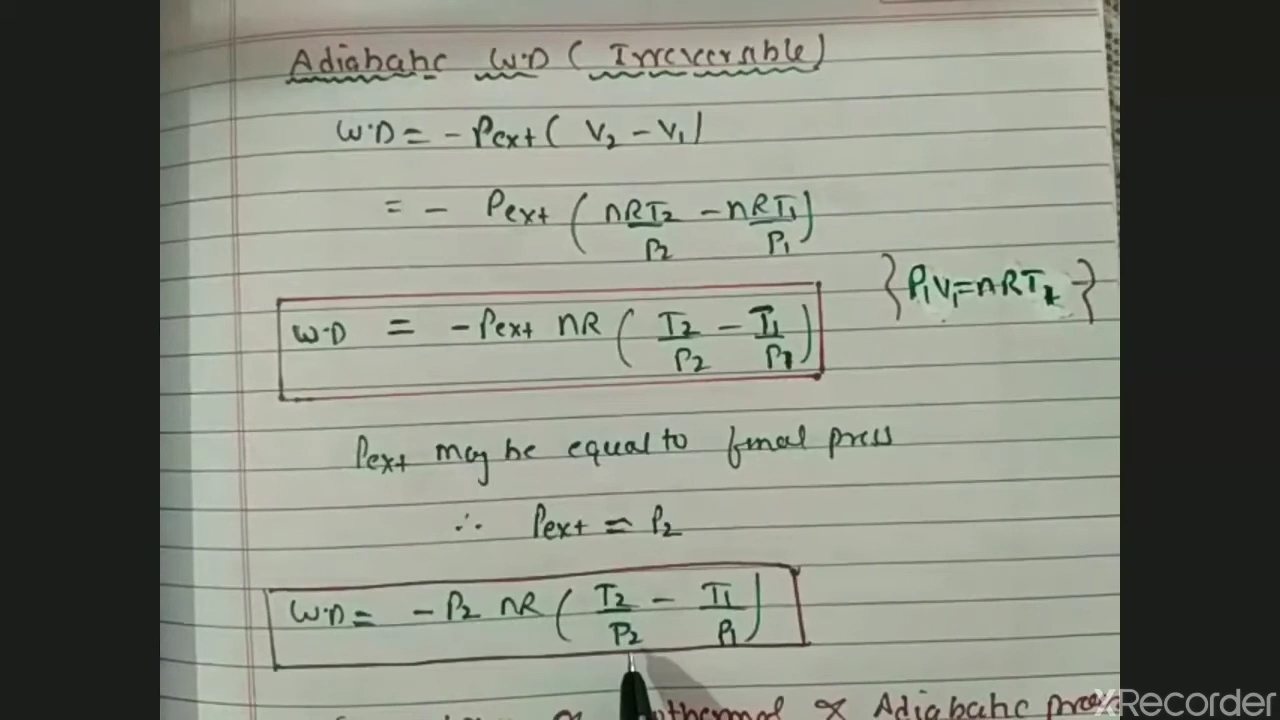 Adiabatic W.D ( Irreversible)
W.D = - Pext ( V2 - V1)
= - Pext ( nRT2/P2 - nRT1/P1 )
{ P1V1 = nRT1 }
W.D = - Pext nR ( T2/P2 - T1/P1 )
Pext may be equal to final press
∴ Pext = P2
W.D = - P2 nR ( T2/P2 - T1/P1 )
& Adiabatic
XRecorder